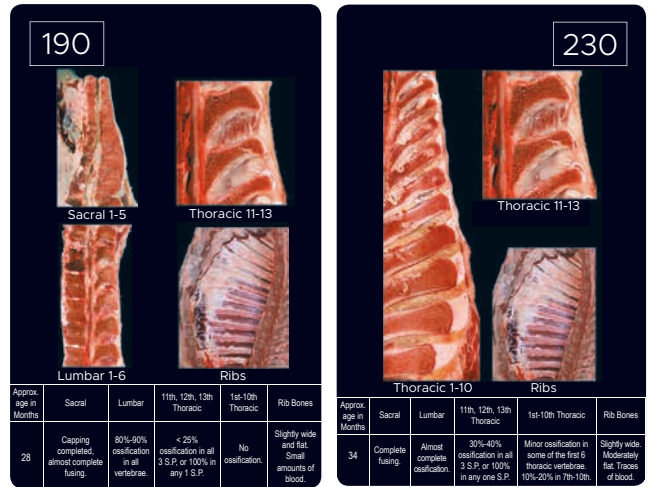 190
Sacral 1-5
Thoracic 11-13
Lumbar 1-6
Ribs
Approx.
age in
Months
Sacral
Lumbar
11th, 12th, 13th
Thoracic
1st-10th
Thoracic
Rib Bones
28
Capping
completed,
almost complete
fusing.
80%-90%
ossification
in all
vertebrae.
< 25%
ossification in all
3 S.P, or 100% in
any 1 S.P.
No
ossification.
Slightly wide
and flat.
Small
amounts of
blood.
230
Thoracic 11-13
Thoracic 1-10
Ribs
Approx.
age in
Months
Sacral
Lumbar
11th, 12th, 13th
Thoracic
1st-10th Thoracic
Rib Bones
34
Complete
fusing.
Almost
complete
ossification.
30%-40%
ossification in all
3 S.P, or 100%
in any one S.P.
Minor ossification in
some of the first 6
thoracic vertebrae.
10%-20% in 7th-10th.
Slightly wide.
Moderately
flat. Traces
of blood.